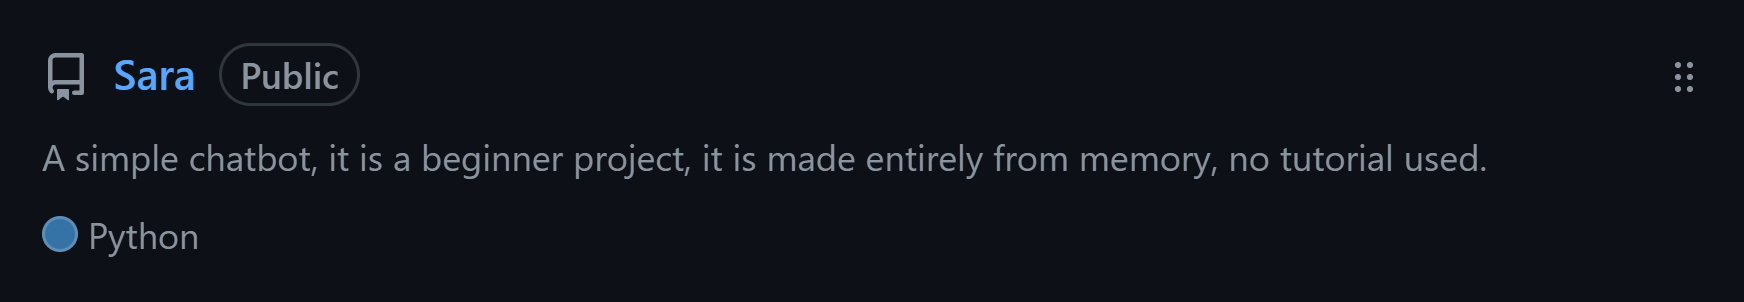 Sara Public
A simple chatbot, it is a beginner project, it is made entirely from memory, no tutorial used.
Python